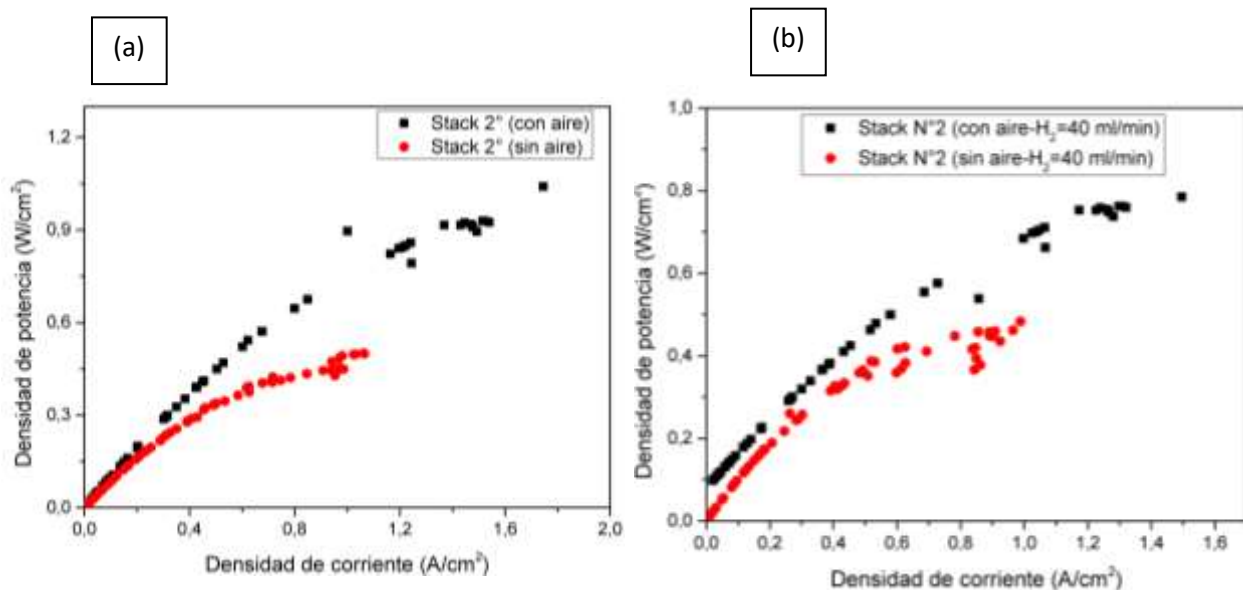 (a)
(b)
Stack 2° (con aire)
Stack 2° (sin aire)
Densidad de potencia (W/cm²)
1,2
0,9
0,6
0,3
0,0
0,0 0,4 0,8 1,2 1,6 2,0
Densidad de corriente (A/cm²)
Stack N°2 (con aire-H₂=40 ml/min)
Stack N°2 (sin aire-H₂=40 ml/min)
Densidad de potencia (W/cm²)
1,0
0,8
0,6
0,4
0,2
0,0
0,0 0,2 0,4 0,6 0,8 1,0 1,2 1,4 1,6
Densidad de corriente (A/cm²)